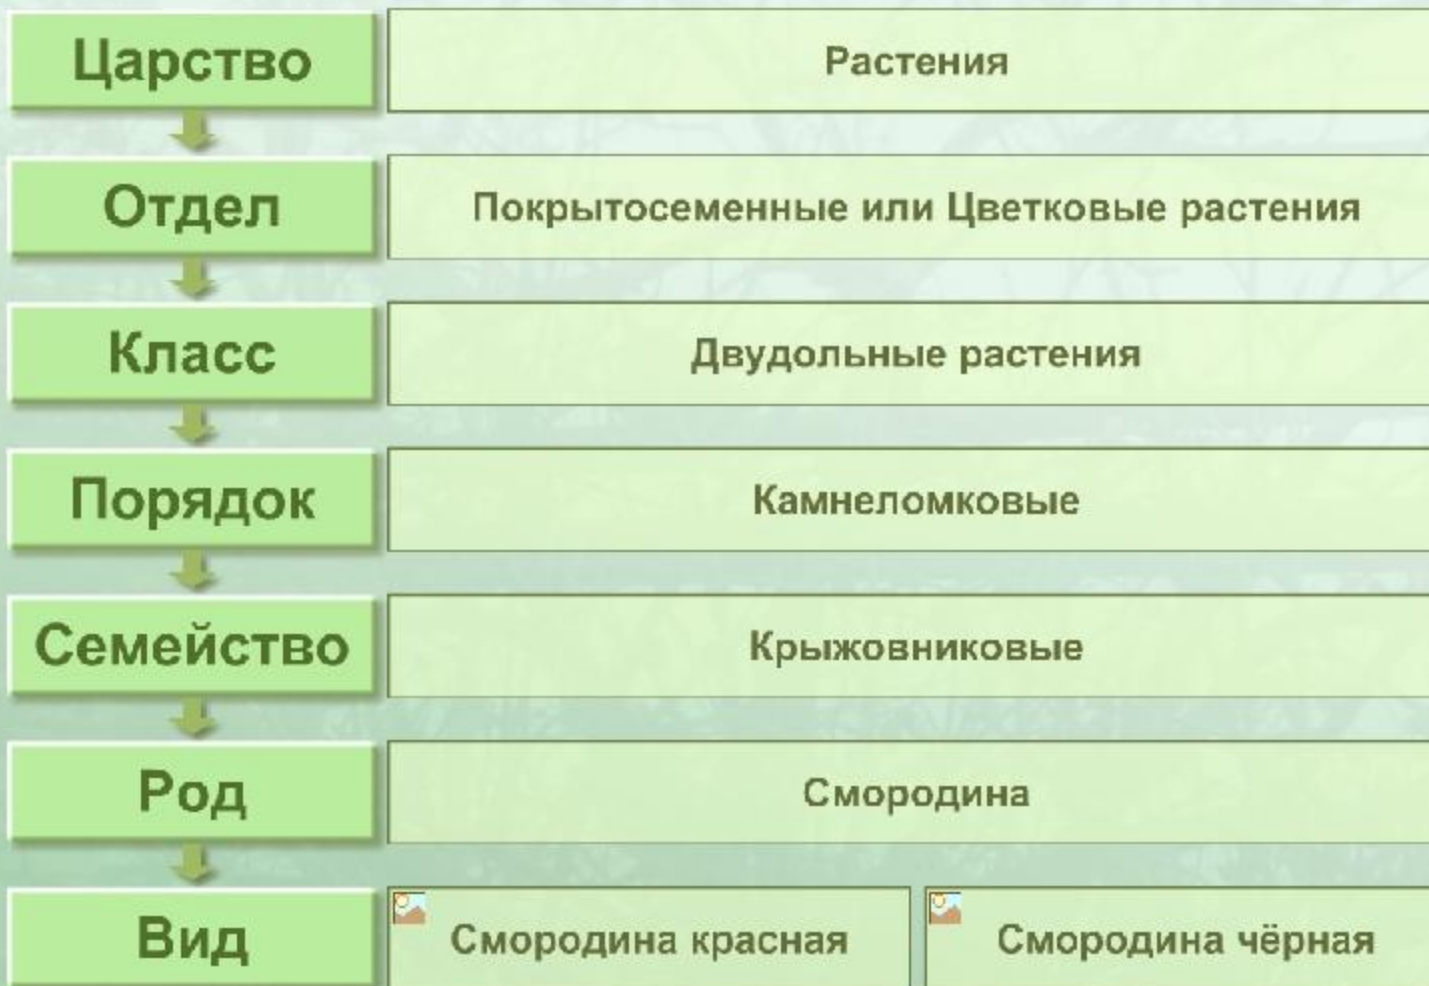 Царство
Растения
Отдел
Покрытосеменные или Цветковые растения
Класс
Двудольные растения
Порядок
Камнеломковые
Семейство
Крыжовниковые
Род
Смородина
Вид
Смородина красная
Смородина чёрная